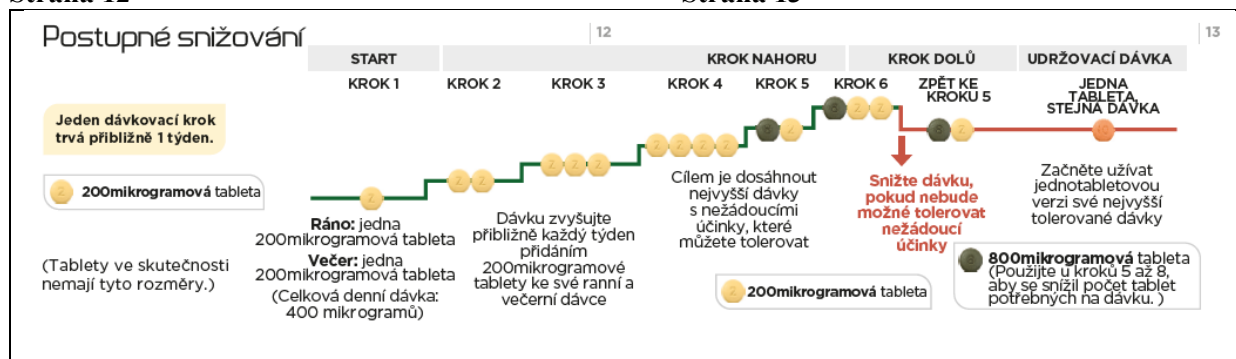 Strana 12
Strana 13
Postupné snižování
12
13
START
KROK NAHORU
KROK DOLŮ
UDRŽOVACÍ DÁVKA
KROK 1
KROK 2
KROK 3
KROK 4
KROK 5
KROK 6
ZPĚT KE
KROKU 5
JEDNA
TABLETA,
STEJNÁ DÁVKA
Jeden dávkovací krok
trvá přibližně 1 týden.
200mikrogramová tableta
(Tablety ve skutečnosti
nemají tyto rozměry.)
Ráno: jedna
200mikrogramová tableta
Večer: jedna
200mikrogramová tableta
(Celková denní dávka:
400 mikrogramů)
Dávku zvyšujte
přibližně každý týden
přidáním
200mikrogramové
tablety ke své ranní a
večerní dávce
Cílem je dosáhnout
nejvyšší dávky
s nežádoucími
účinky, které
můžete tolerovat
200mikrogramová tableta
Snižte dávku,
pokud nebude
možné tolerovat
nežádoucí
účinky
Začněte užívat
jednotabletovou
verzi své nejvyšší
tolerované dávky
800mikrogramová tableta
(Použijte u kroků 5 až 8,
aby se snížil počet tablet
potřebných na dávku. )